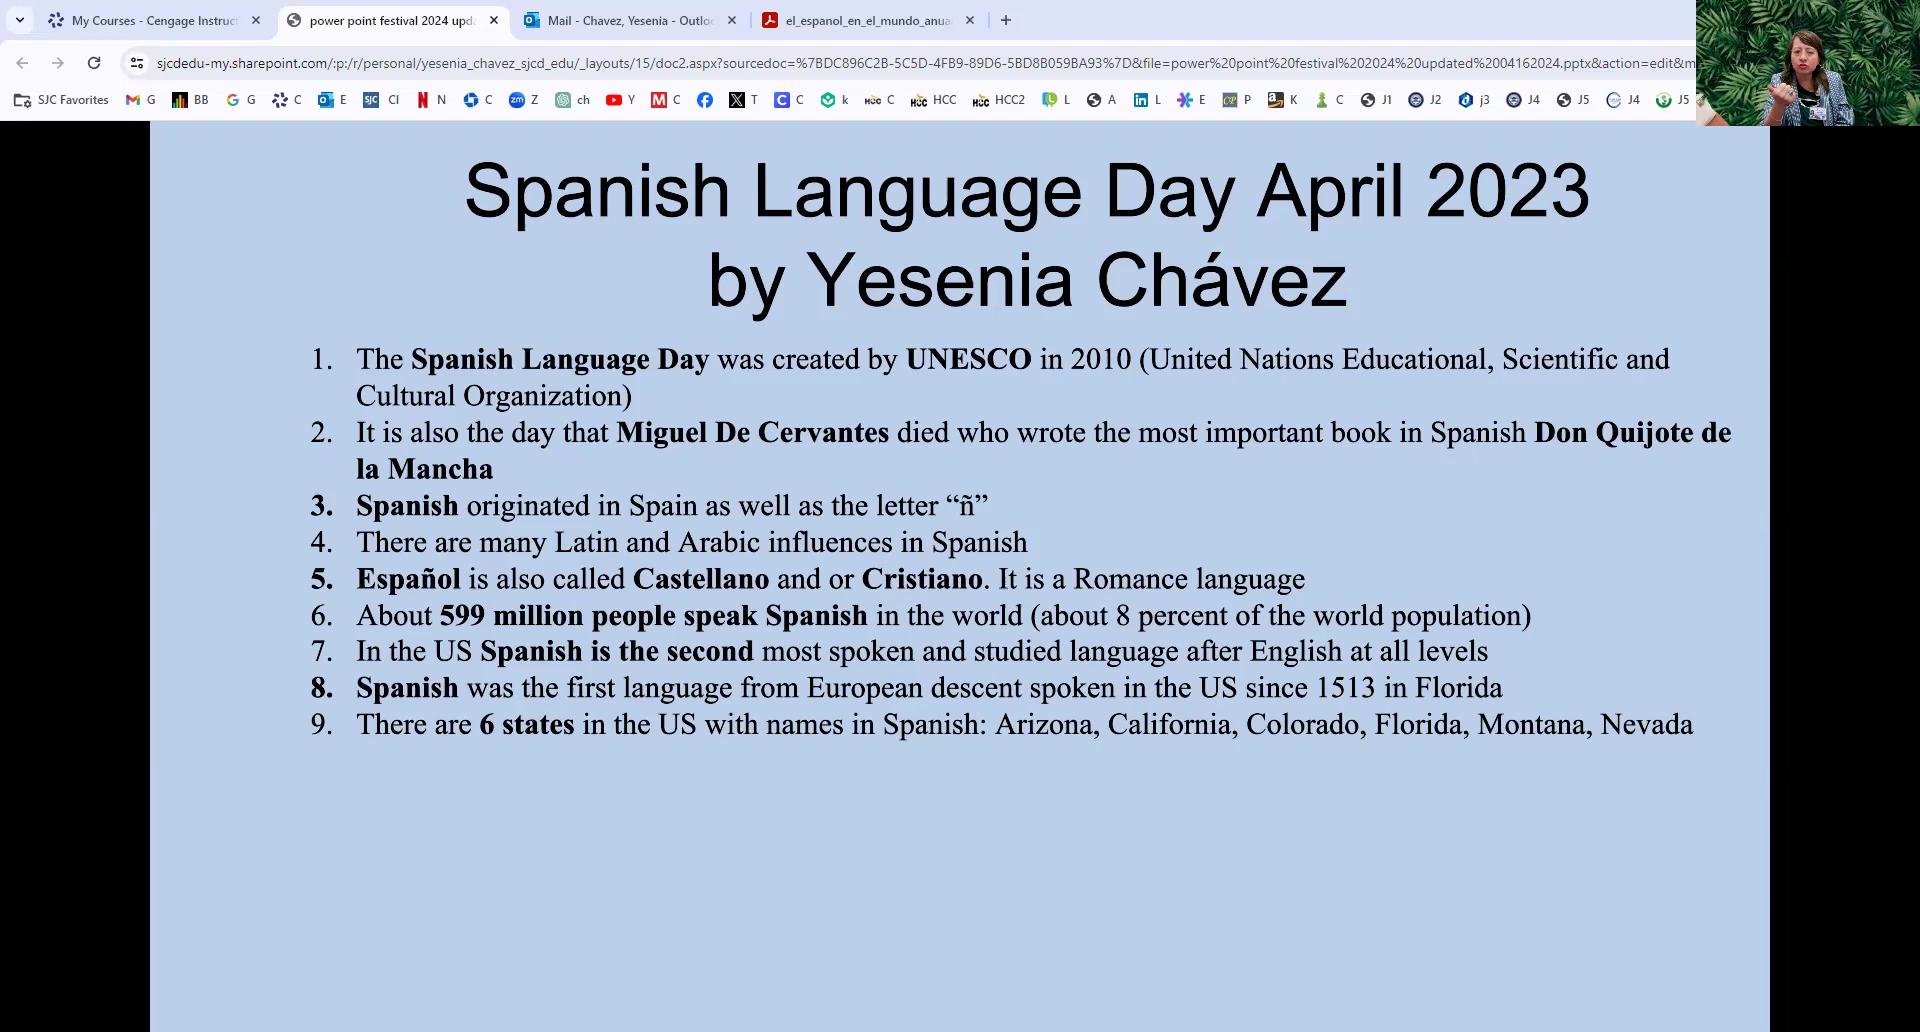 My Courses - Cengage Instruct
power point festival 2024 upda
Mail - Chavez, Yesenia - Outlo
el_espanol_en_el_mundo_anua
sjcdedu-my.sharepoint.com/:p:/r/personal/yesenia_chavez_sjcd_edu/_layouts/15/doc2.aspx?sourcedoc=%7BDC896C2B-5C5D-4FB9-89D6-5BD8B059BA93%7D&file=power%20point%20festival%202024%20updated%2004162024.pptx&action=edit&m
SJC Favorites G BB G C E SJC CI N C zm Z ch Y C T C k HCC C HCC HCC HCC HCC2 L A L E CP P K C J1 J2 j3 J4 J5 J4 J5
Spanish Language Day April 2023
by Yesenia Chávez
1. The Spanish Language Day was created by UNESCO in 2010 (United Nations Educational, Scientific and
Cultural Organization)
2. It is also the day that Miguel De Cervantes died who wrote the most important book in Spanish Don Quijote de
la Mancha
3. Spanish originated in Spain as well as the letter “ñ”
4. There are many Latin and Arabic influences in Spanish
5. Español is also called Castellano and or Cristiano. It is a Romance language
6. About 599 million people speak Spanish in the world (about 8 percent of the world population)
7. In the US Spanish is the second most spoken and studied language after English at all levels
8. Spanish was the first language from European descent spoken in the US since 1513 in Florida
9. There are 6 states in the US with names in Spanish: Arizona, California, Colorado, Florida, Montana, Nevada